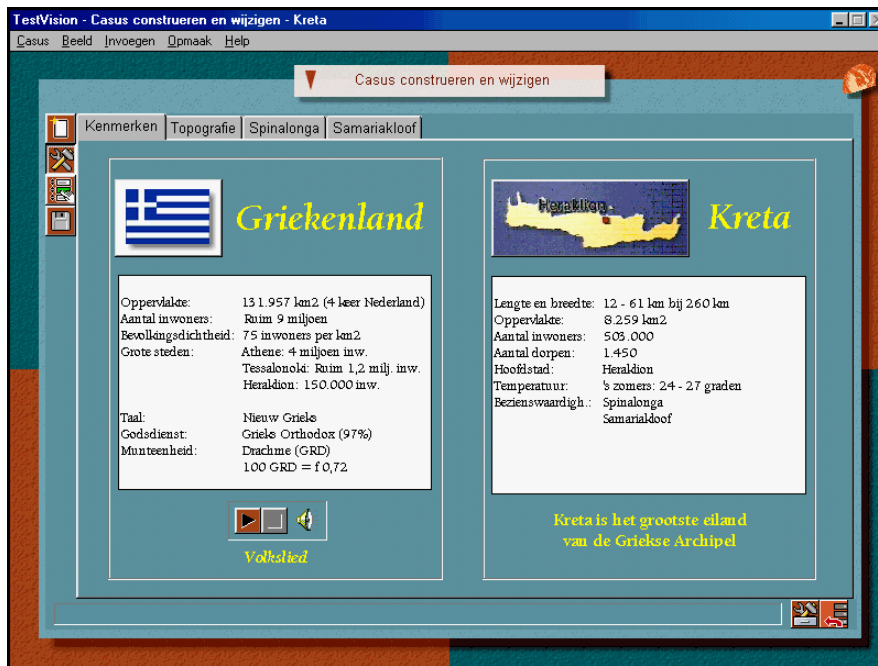 TestVision - Casus construeren en wijzigen - Kreta
Casus Beeld Invoegen Opmaak Help
Casus construeren en wijzigen
Kenmerken Topografie Spinalonga Samariakloof
Griekenland
Oppervlakte: 131.957 km2 (4 keer Nederland)
Aantal inwoners: Ruim 9 miljoen
Bevolkingsdichtheid: 75 inwoners per km2
Grote steden: Athene: 4 miljoen inw.
Tessalonoki: Ruim 1,2 milj. inw.
Heraklion: 150.000 inw.
Taal: Nieuw Grieks
Godsdienst: Grieks Orthodox (97%)
Munteenheid: Drachme (GRD)
100 GRD = f 0,72
Volkslied
Heraklion
Kreta
Lengte en breedte: 12 - 61 km bij 260 km
Oppervlakte: 8.259 km2
Aantal inwoners: 503.000
Aantal dorpen: 1.450
Hoofdstad: Heraklion
Temperatuur: 's zomers: 24 - 27 graden
Bezienswaardigh.: Spinalonga
Samariakloof
Kreta is het grootste eiland
van de Griekse Archipel